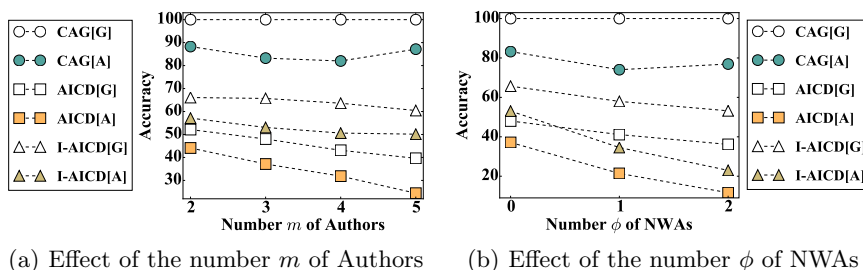 CAG[G]
CAG[A]
AICD[G]
AICD[A]
I-AICD[G]
I-AICD[A]
Accuracy
100
90
80
70
60
50
40
30
2 3 4 5
Number m of Authors
Accuracy
100
80
60
40
20
0 1 2
Number ϕ of NWAs
CAG[G]
CAG[A]
AICD[G]
AICD[A]
I-AICD[G]
I-AICD[A]
(a) Effect of the number m of Authors
(b) Effect of the number ϕ of NWAs